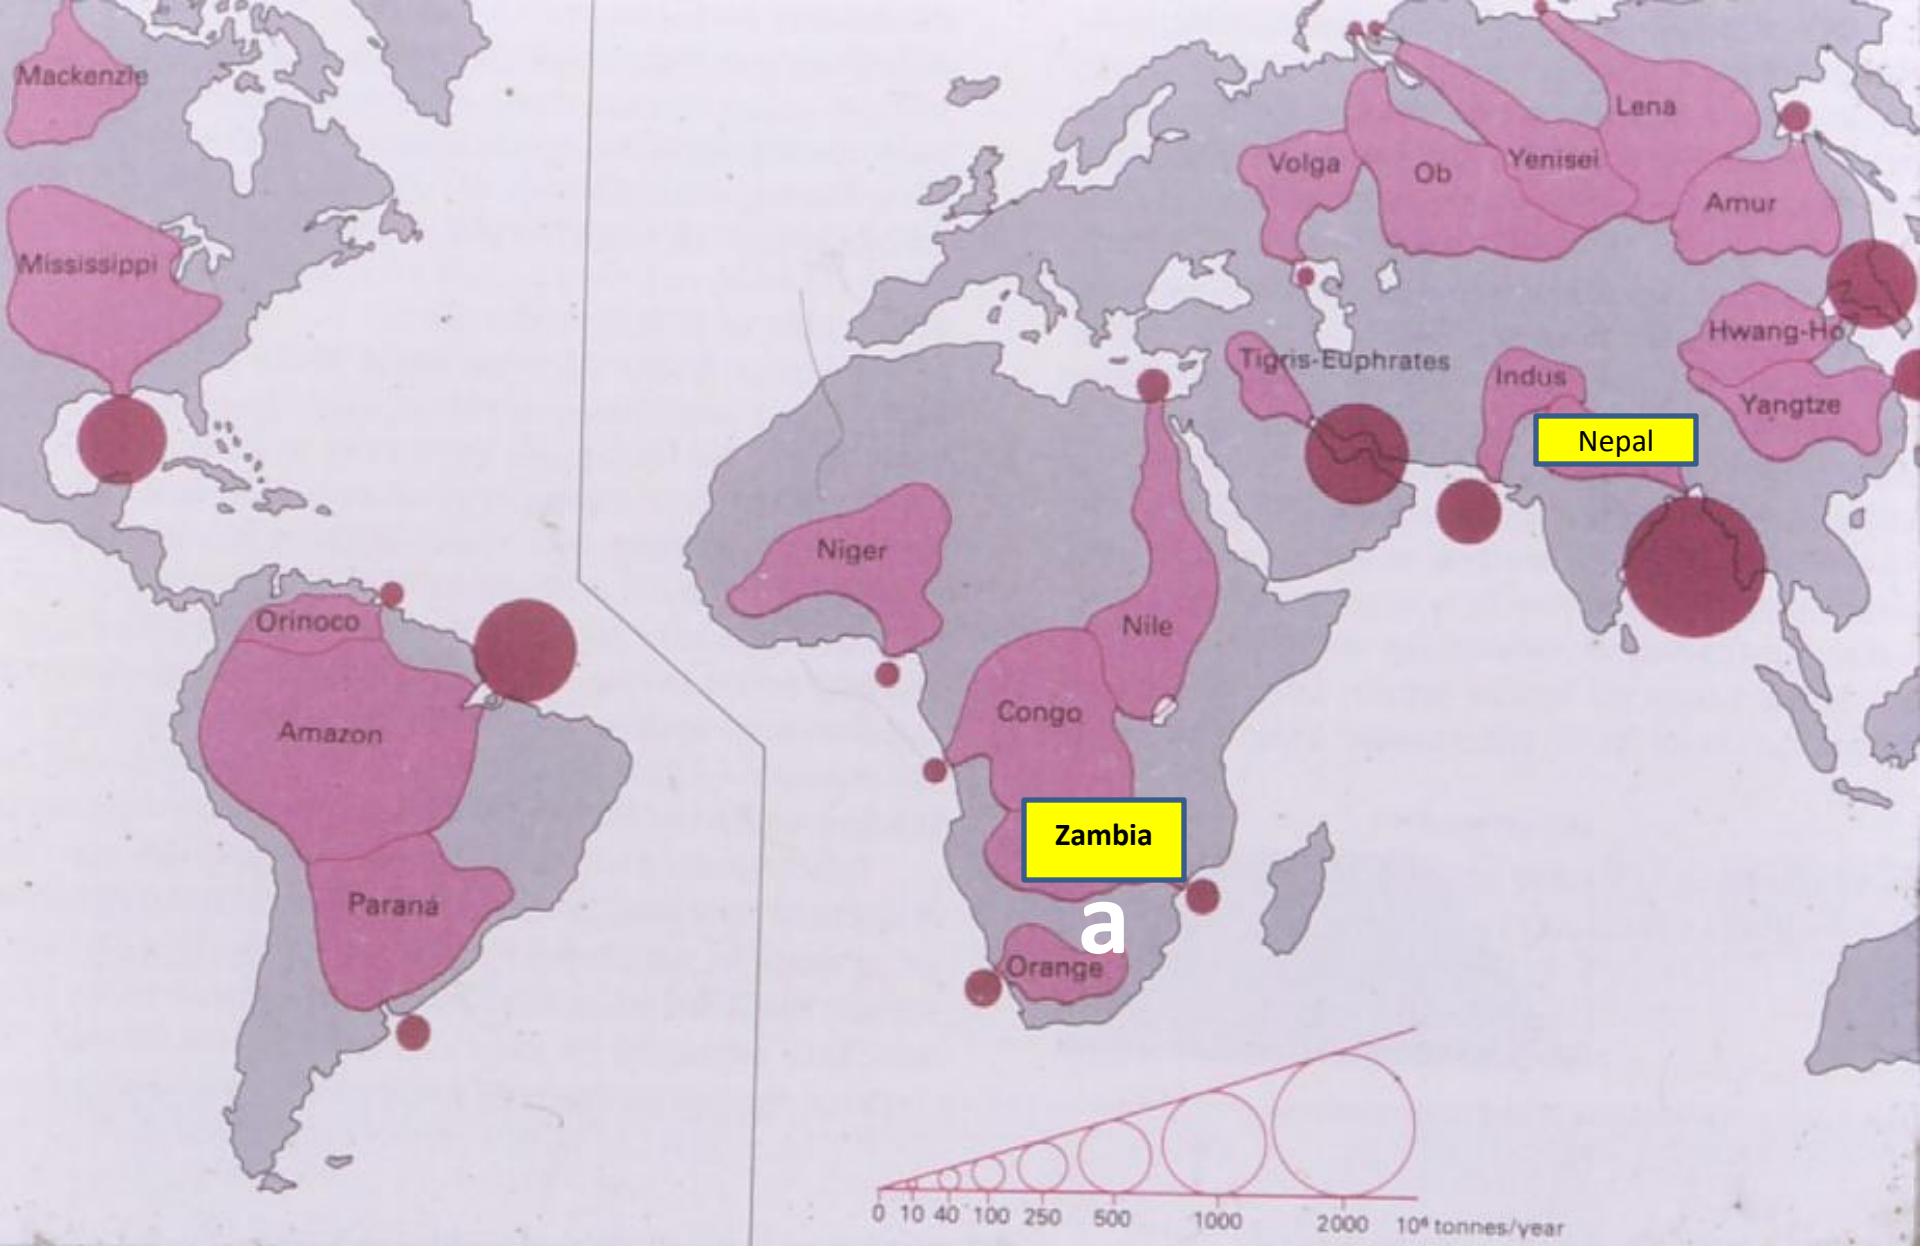 Mackenzie
Lena
Volga
Ob
Yenisei
Amur
Mississippi
Hwang-Ho
Tigris-Euphrates
Indus
Yangtze
Nepal
Niger
Orinoco
Nile
Congo
Amazon
Zambia
Paraná
a
Orange
0 10 40 100 250 500 1000 2000 10⁶ tonnes/year